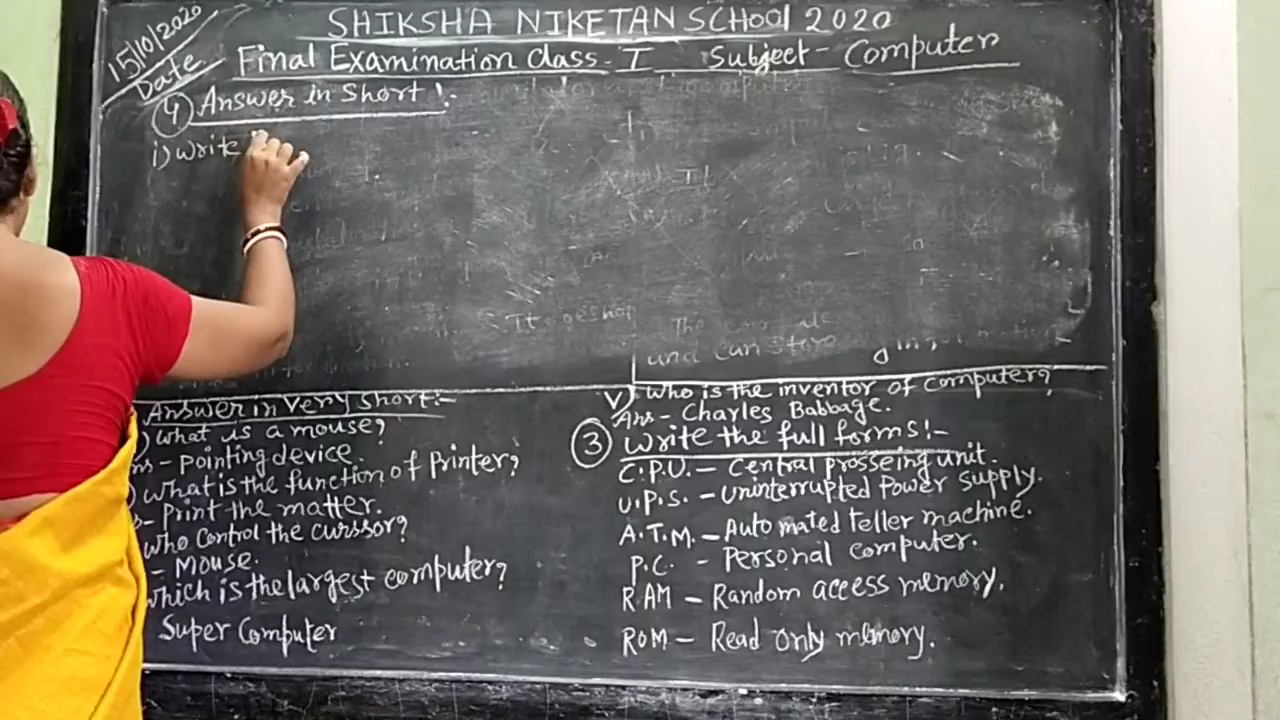 SHIKSHA NIKETAN SCHOOL 2020
15/10/2020
Date
Final Examination Class - I Subject - Computer
4 Answer in Short :-
i) Write
Answer in very short :-
) What is a mouse?
ns - Pointing device.
) What is the function of printer?
- Print the matter.
who control the curssor?
- Mouse.
which is the largest computer?
Super Computer
and can store
v) Who is the inventor of computer?
Ans - Charles Babbage.
3 Write the full forms :-
C.P.U. - Central prosseing unit.
U.P.S. - Uninterrupted Power supply.
A.T.M. - Automated teller machine.
P.C. - Personal computer.
RAM - Random access memory.
ROM - Read only memory.